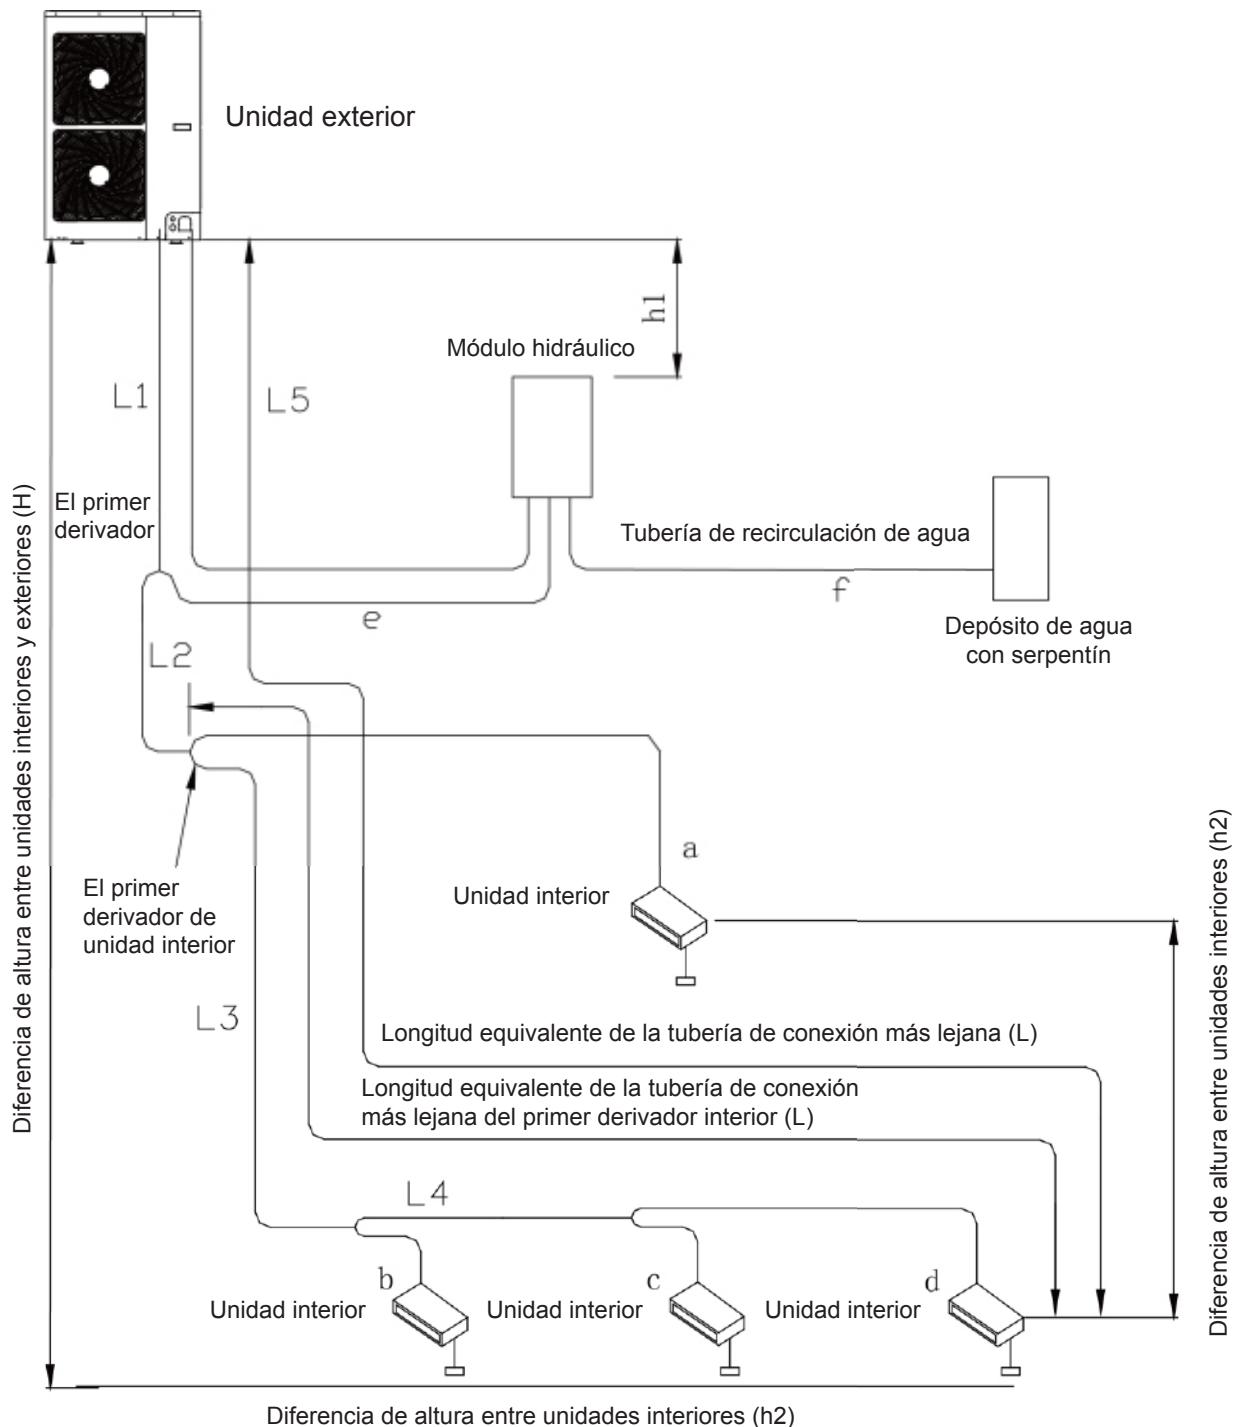 Unidad exterior
h1
Módulo hidráulico
L1
L5
El primer
derivador
Tubería de recirculación de agua
f
e
Depósito de agua
con serpentín
L2
Diferencia de altura entre unidades interiores y exteriores (H)
a
Unidad interior
El primer
derivador de
unidad interior
Diferencia de altura entre unidades interiores (h2)
L3
Longitud equivalente de la tubería de conexión más lejana (L)
Longitud equivalente de la tubería de conexión
más lejana del primer derivador interior (L)
L4
b
c
d
Unidad interior
Unidad interior
Unidad interior
Diferencia de altura entre unidades interiores (h2)